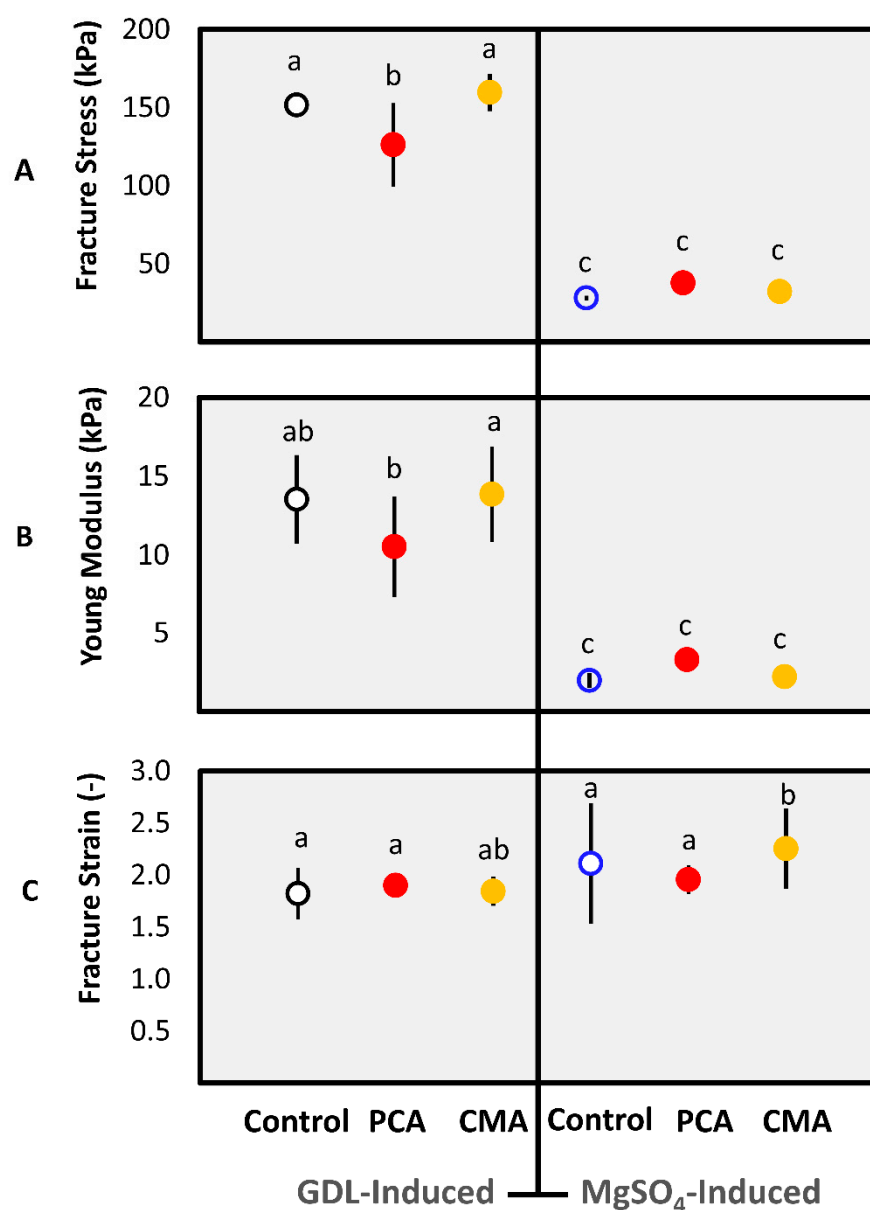 A
Fracture Stress (kPa)
200
150
100
50
a
b
a
c
c
c
B
Young Modulus (kPa)
20
15
10
5
ab
b
a
c
c
c
C
Fracture Strain (-)
3.0
2.5
2.0
1.5
1.0
0.5
a
a
ab
a
a
b
Control PCA CMA Control PCA CMA
GDL-Induced MgSO₄-Induced